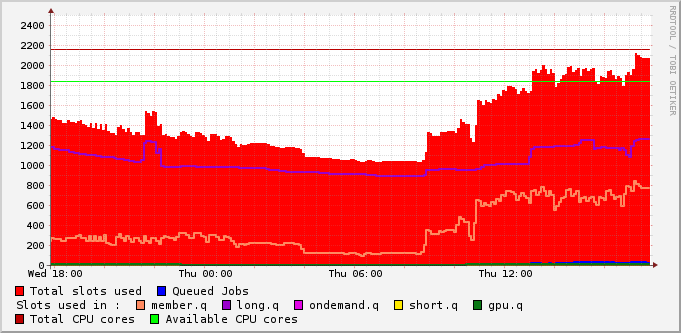 RRDTOOL / TOBI OETIKER
2400
2200
2000
1800
1600
1400
1200
1000
800
600
400
200
0
Wed 18:00 Thu 00:00 Thu 06:00 Thu 12:00
Total slots used Queued Jobs
Slots used in : member.q long.q ondemand.q short.q gpu.q
Total CPU cores Available CPU cores